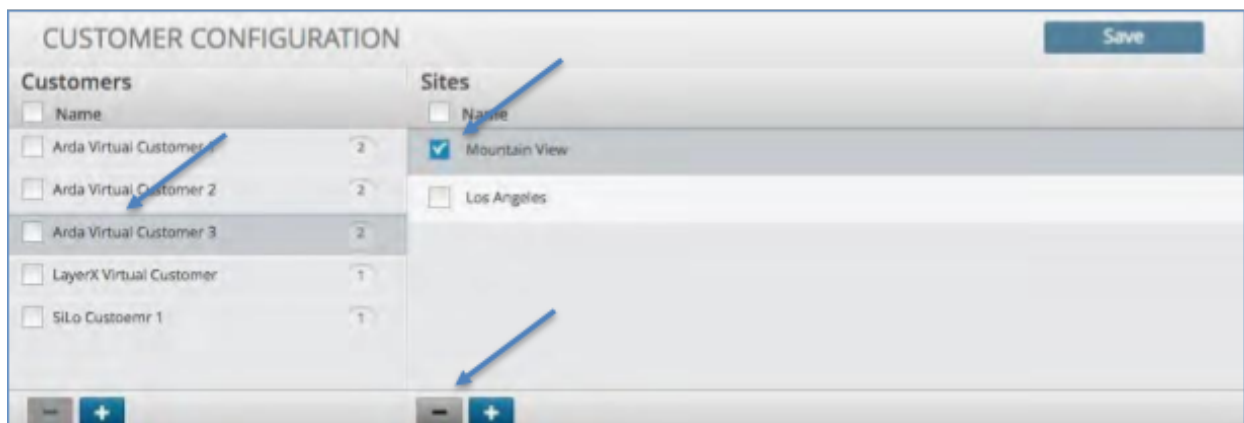 CUSTOMER CONFIGURATION
Save
Customers
Name
Arda Virtual Customer 1
2
Arda Virtual Customer 2
2
Arda Virtual Customer 3
2
LayerX Virtual Customer
1
SiLo Custoemr 1
1
Sites
Name
Mountain View
Los Angeles